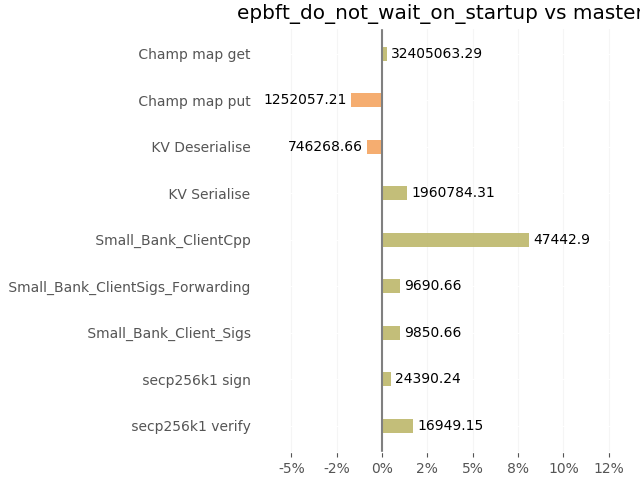 epbft_do_not_wait_on_startup vs master
Champ map get 32405063.29
Champ map put 1252057.21
KV Deserialise 746268.66
KV Serialise 1960784.31
Small_Bank_ClientCpp 47442.9
Small_Bank_ClientSigs_Forwarding 9690.66
Small_Bank_Client_Sigs 9850.66
secp256k1 sign 24390.24
secp256k1 verify 16949.15
-5% -2% 0% 2% 5% 8% 10% 12%